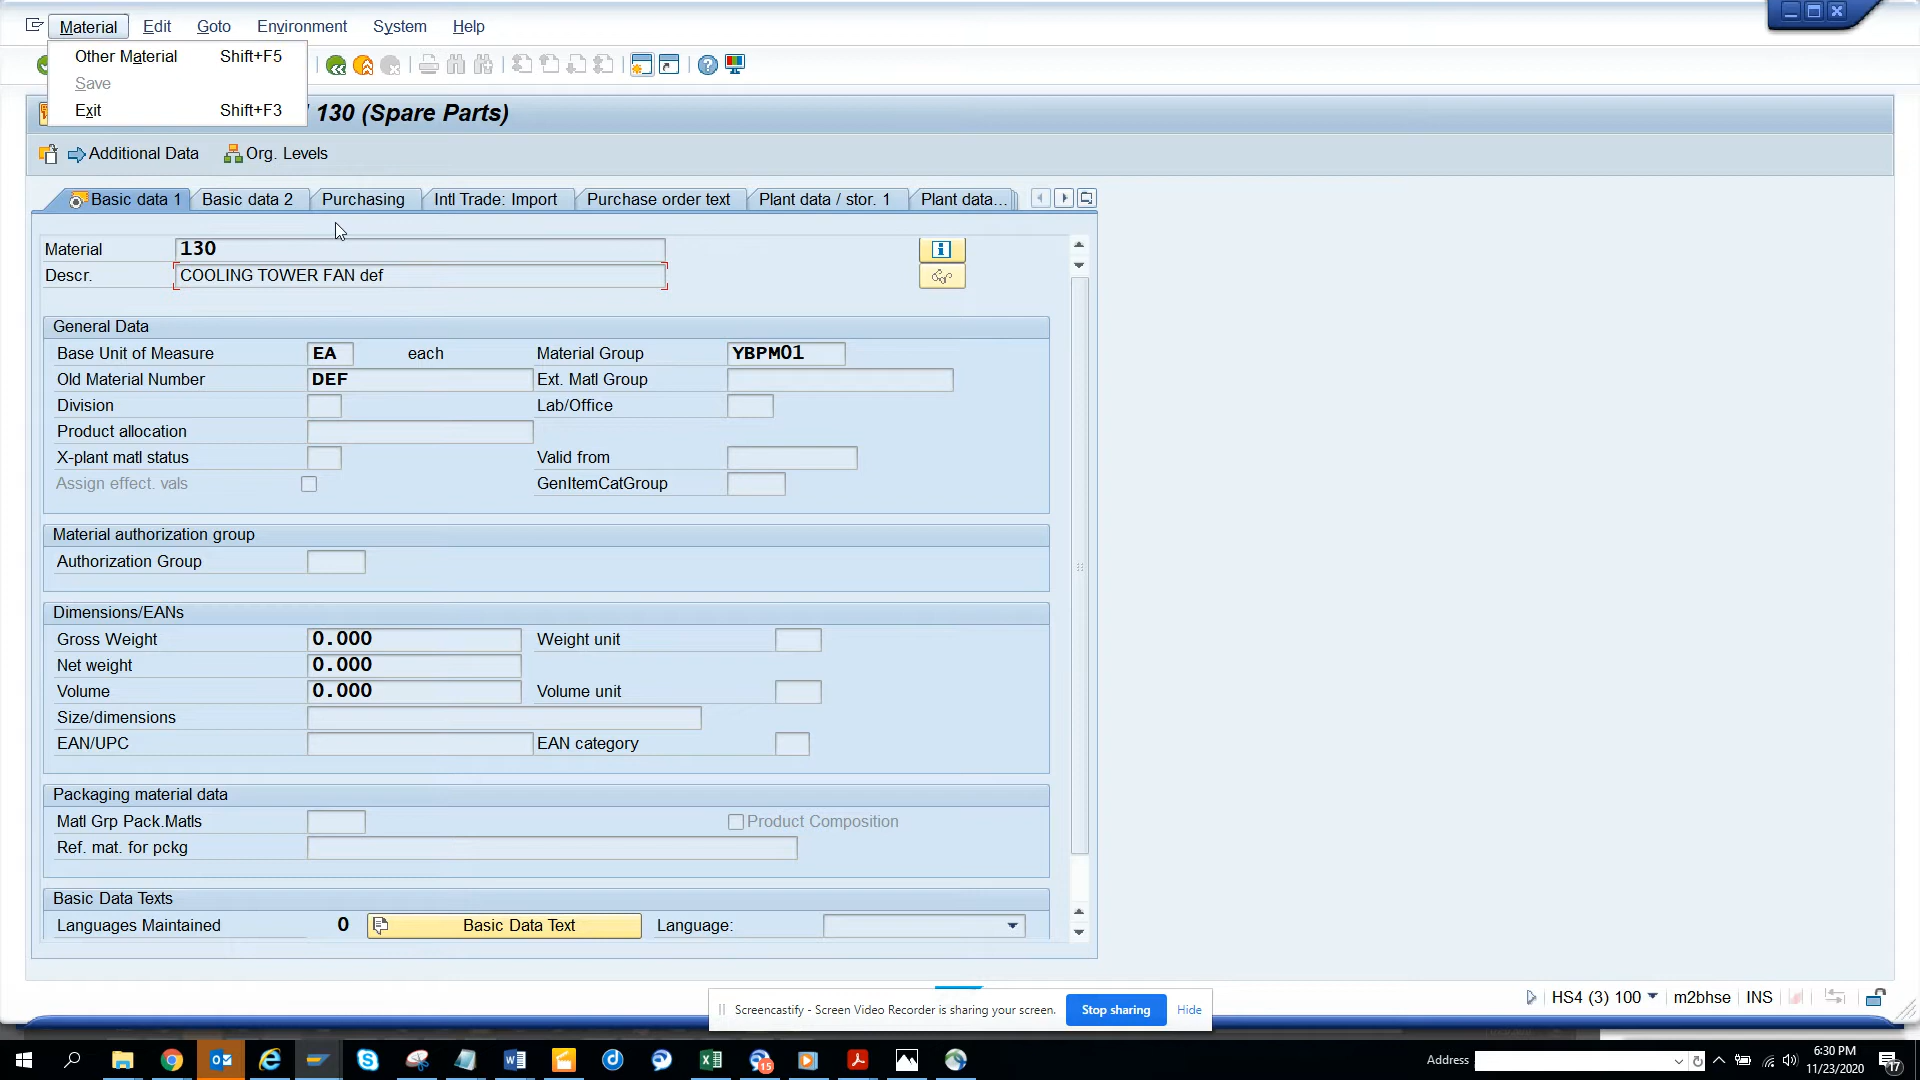 Material Edit Goto Environment System Help
Other Material Shift+F5
Save
Exit Shift+F3
130 (Spare Parts)
Additional Data Org. Levels
Basic data 1 Basic data 2 Purchasing Intl Trade: Import Purchase order text Plant data / stor. 1 Plant data...
Material 130
Descr. COOLING TOWER FAN def
General Data
Base Unit of Measure EA each Material Group YBPM01
Old Material Number DEF Ext. Matl Group
Division Lab/Office
Product allocation
X-plant matl status Valid from
Assign effect. vals GenItemCatGroup
Material authorization group
Authorization Group
Dimensions/EANs
Gross Weight 0.000 Weight unit
Net weight 0.000
Volume 0.000 Volume unit
Size/dimensions
EAN/UPC EAN category
Packaging material data
Matl Grp Pack.Matls Product Composition
Ref. mat. for pckg
Basic Data Texts
Languages Maintained 0 Basic Data Text Language:
HS4 (3) 100 m2bhse INS
Screencastify - Screen Video Recorder is sharing your screen. Stop sharing Hide
Address
15
6:30 PM
11/23/2020
17